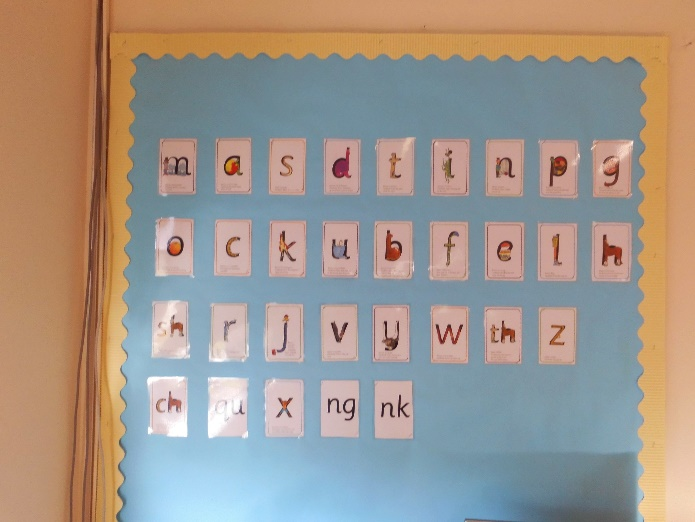 m a s d t i n p g
o c k u b f e l h
sh r j v y w th z
ch qu x ng nk